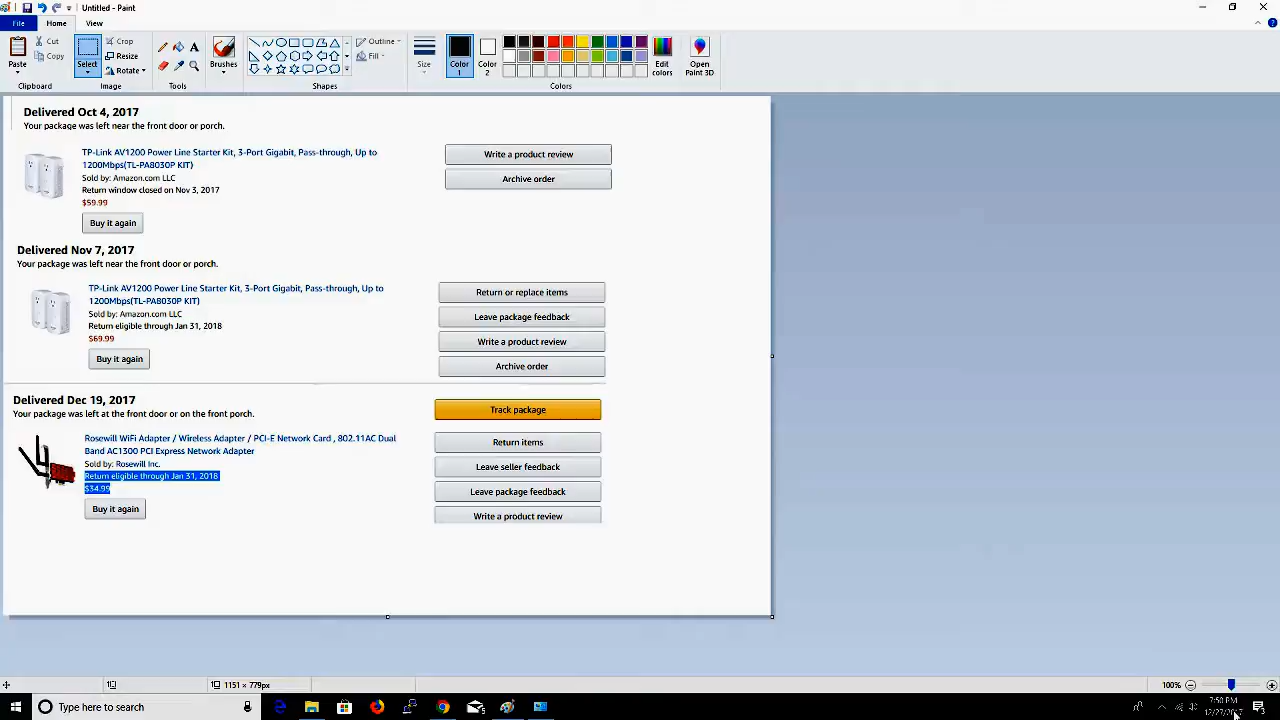 Untitled - Paint
File
Home
View
Paste
Cut
Copy
Clipboard
Select
Crop
Resize
Rotate
Image
Tools
Brushes
Shapes
Outline
Fill
Size
Color 1
Color 2
Colors
Edit colors
Open Paint 3D
Delivered Oct 4, 2017
Your package was left near the front door or porch.
TP-Link AV1200 Power Line Starter Kit, 3-Port Gigabit, Pass-through, Up to
1200Mbps(TL-PA8030P KIT)
Sold by: Amazon.com LLC
Return window closed on Nov 3, 2017
$59.99
Buy it again
Write a product review
Archive order
Delivered Nov 7, 2017
Your package was left near the front door or porch.
TP-Link AV1200 Power Line Starter Kit, 3-Port Gigabit, Pass-through, Up to
1200Mbps(TL-PA8030P KIT)
Sold by: Amazon.com LLC
Return eligible through Jan 31, 2018
$69.99
Buy it again
Return or replace items
Leave package feedback
Write a product review
Archive order
Delivered Dec 19, 2017
Your package was left at the front door or on the front porch.
Rosewill WiFi Adapter / Wireless Adapter / PCI-E Network Card , 802.11AC Dual
Band AC1300 PCI Express Network Adapter
Sold by: Rosewill Inc.
Return eligible through Jan 31, 2018
$34.99
Buy it again
Track package
Return items
Leave seller feedback
Leave package feedback
Write a product review
1151 × 779px
100%
Type here to search
7:50 PM
12/27/2017